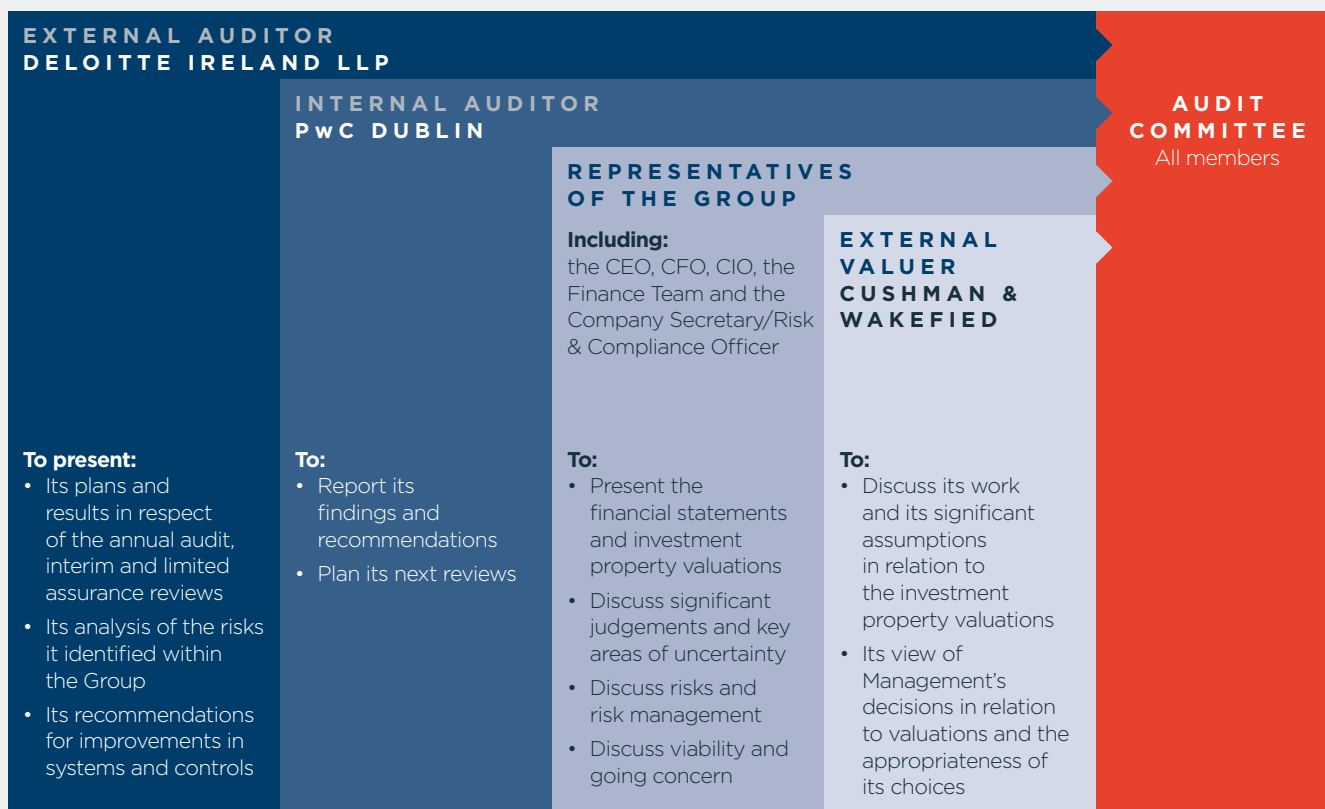 EXTERNAL AUDITOR
DELOITTE IRELAND LLP
INTERNAL AUDITOR
PwC DUBLIN
REPRESENTATIVES
OF THE GROUP
Including:
the CEO, CFO, CIO, the
Finance Team and the
Company Secretary/Risk
& Compliance Officer
EXTERNAL
VALUER
CUSHMAN &
WAKEFIED
AUDIT
COMMITTEE
All members
To present:
• Its plans and
results in respect
of the annual audit,
interim and limited
assurance reviews
• Its analysis of the risks
it identified within
the Group
• Its recommendations
for improvements in
systems and controls
To:
• Report its
findings and
recommendations
• Plan its next reviews
To:
• Present the
financial statements
and investment
property valuations
• Discuss significant
judgements and key
areas of uncertainty
• Discuss risks and
risk management
• Discuss viability and
going concern
To:
• Discuss its work
and its significant
assumptions
in relation to
the investment
property valuations
• Its view of
Management's
decisions in relation
to valuations and the
appropriateness of
its choices